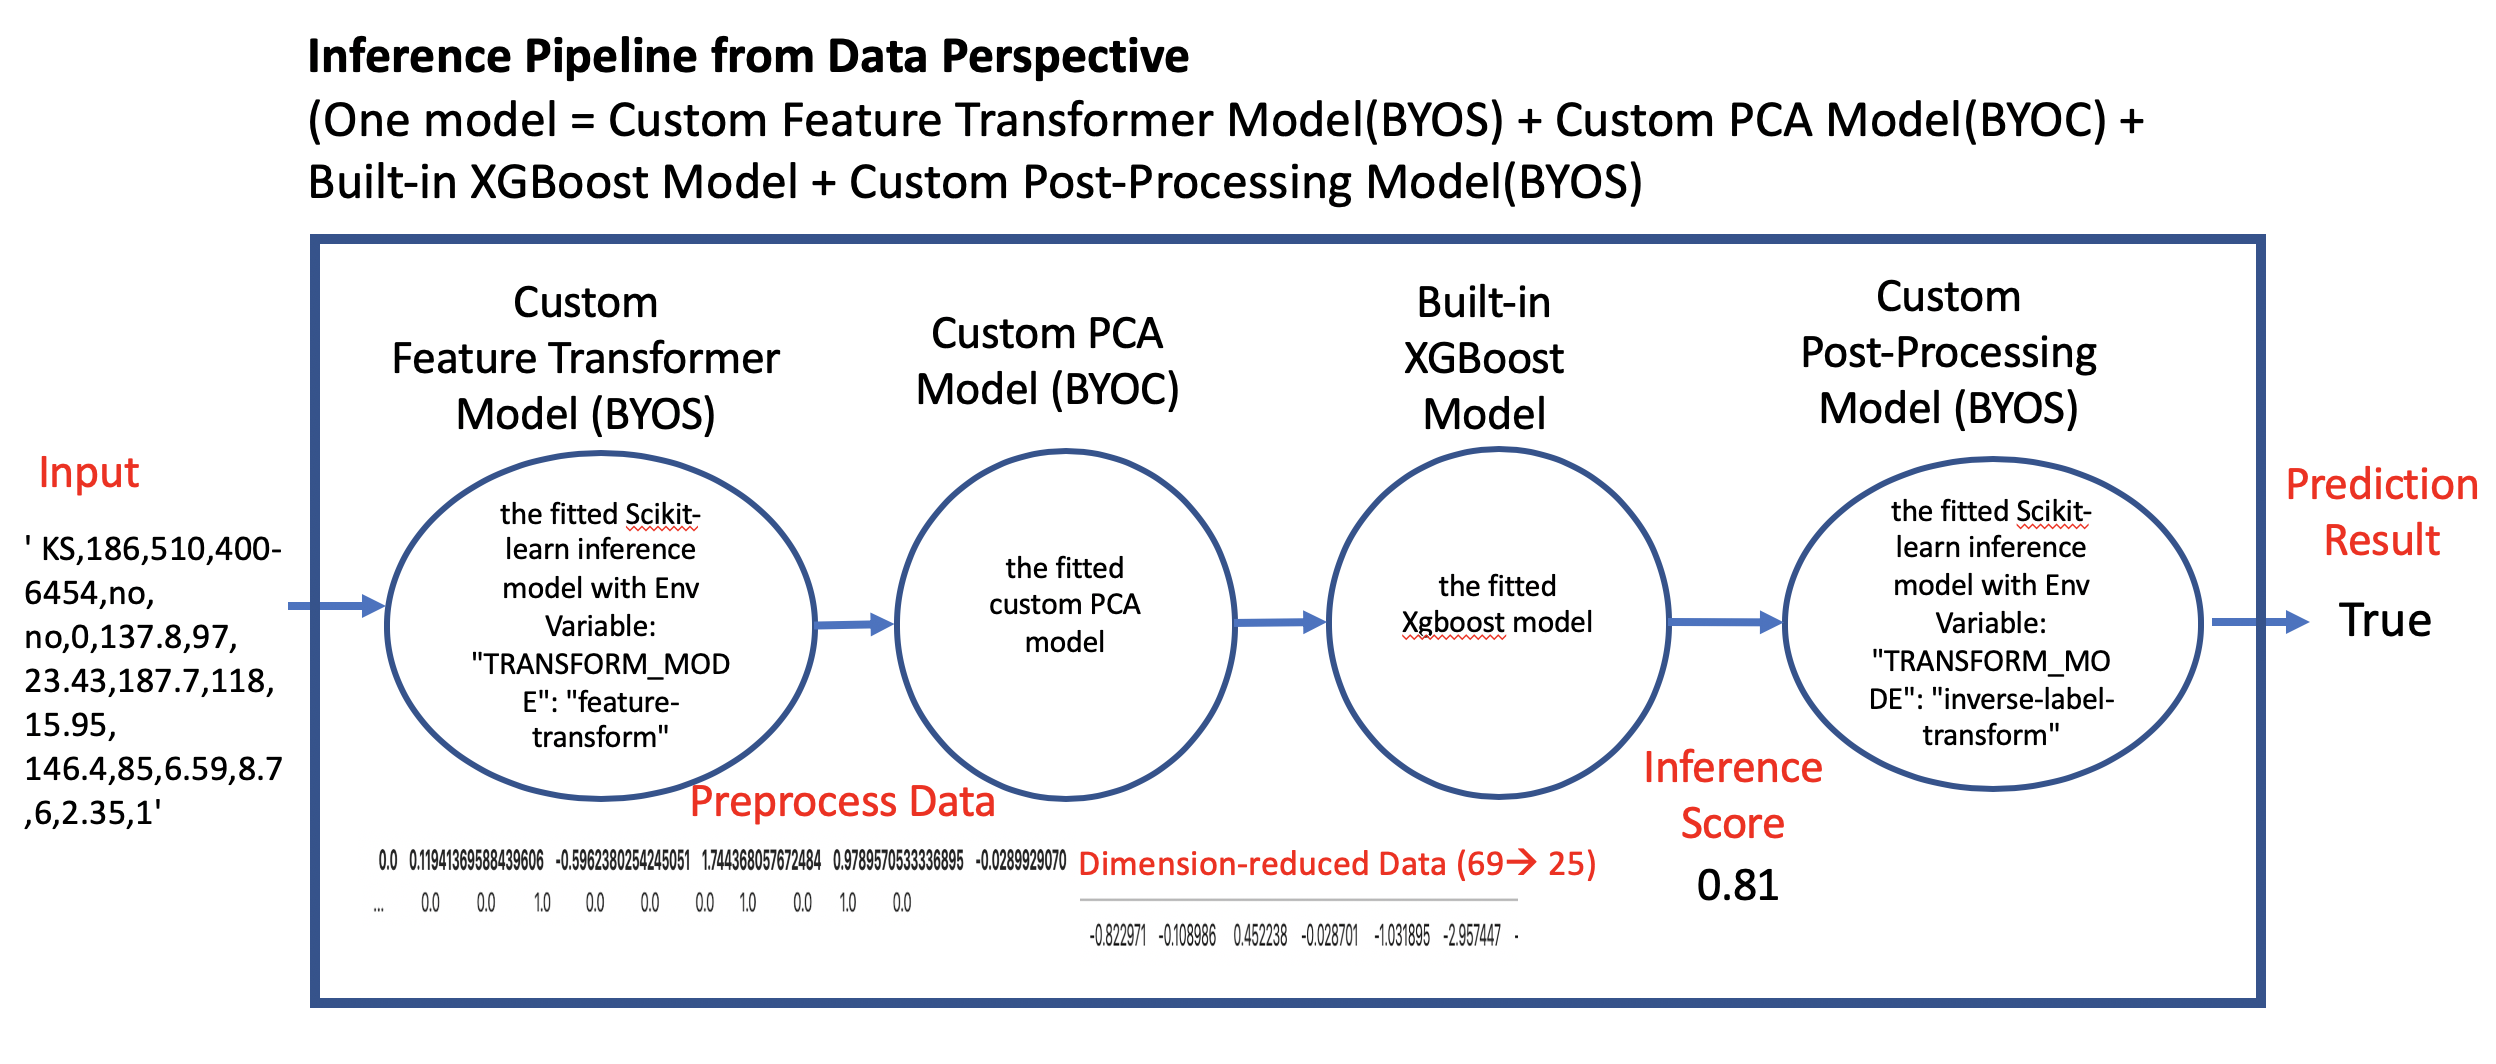 Inference Pipeline from Data Perspective
(One model = Custom Feature Transformer Model(BYOS) + Custom PCA Model(BYOC) +
Built-in XGBoost Model + Custom Post-Processing Model(BYOS)
Custom
Feature Transformer
Model (BYOS)
Custom PCA
Model (BYOC)
Built-in
XGBoost
Model
Custom
Post-Processing
Model (BYOS)
Input
' KS,186,510,400-
6454,no,
no,0,137.8,97,
23.43,187.7,118,
15.95,
146.4,85,6.59,8.7
,6,2.35,1'
the fitted Scikit-
learn inference
model with Env
Variable:
"TRANSFORM_MOD
E": "feature-
transform"
the fitted
custom PCA
model
the fitted
Xgboost model
the fitted Scikit-
learn inference
model with Env
Variable:
"TRANSFORM_MO
DE": "inverse-label-
transform"
Prediction
Result
True
Preprocess Data
0.0 0.11941369588439606 -0.5962380254245051 1.744368057672484 0.9789570533336895 -0.0289929070
... 0.0 0.0 1.0 0.0 0.0 0.0 1.0 0.0 1.0 0.0
Dimension-reduced Data (69→ 25)
-0.822971 -0.108986 0.452238 -0.028701 -1.031895 -2.957447 -
Inference
Score
0.81